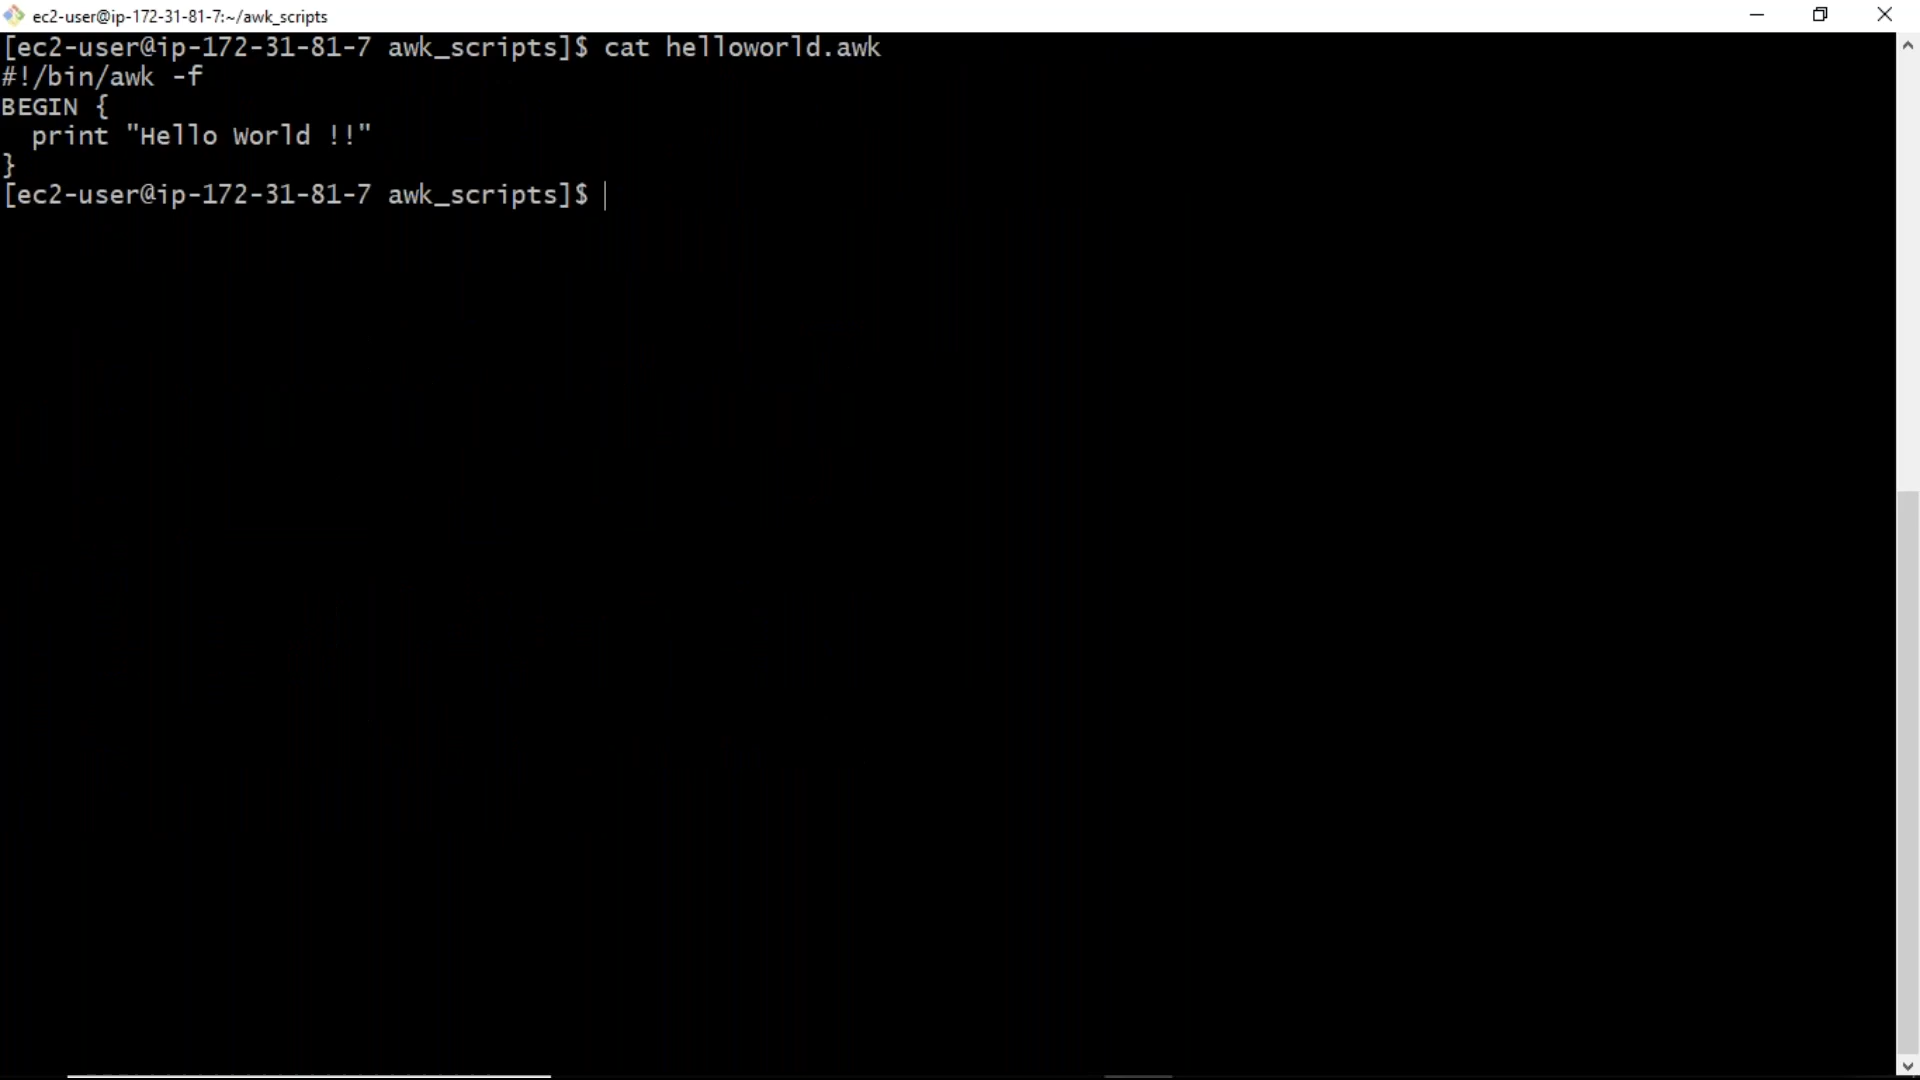 ec2-user@ip-172-31-81-7:~/awk_scripts
[ec2-user@ip-172-31-81-7 awk_scripts]$ cat helloworld.awk
#!/bin/awk -f
BEGIN {
  print "Hello World !!"
}
[ec2-user@ip-172-31-81-7 awk_scripts]$